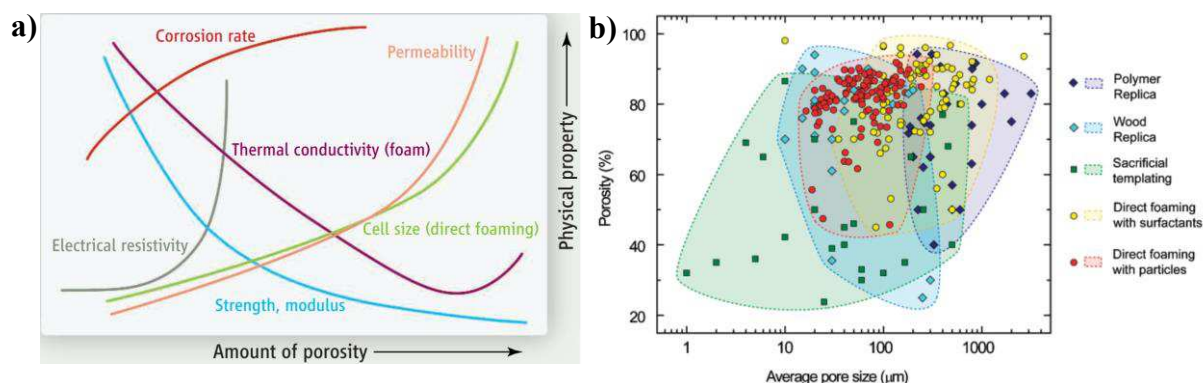 a)
Corrosion rate
Permeability
Thermal conductivity (foam)
Cell size (direct foaming)
Electrical resistivity
Strength, modulus
Amount of porosity
Physical property
b)
100
80
60
40
20
Porosity (%)
1
10
100
1000
Average pore size (μm)
Polymer
Replica
Wood
Replica
Sacrificial
templating
Direct foaming
with surfactants
Direct foaming
with particles